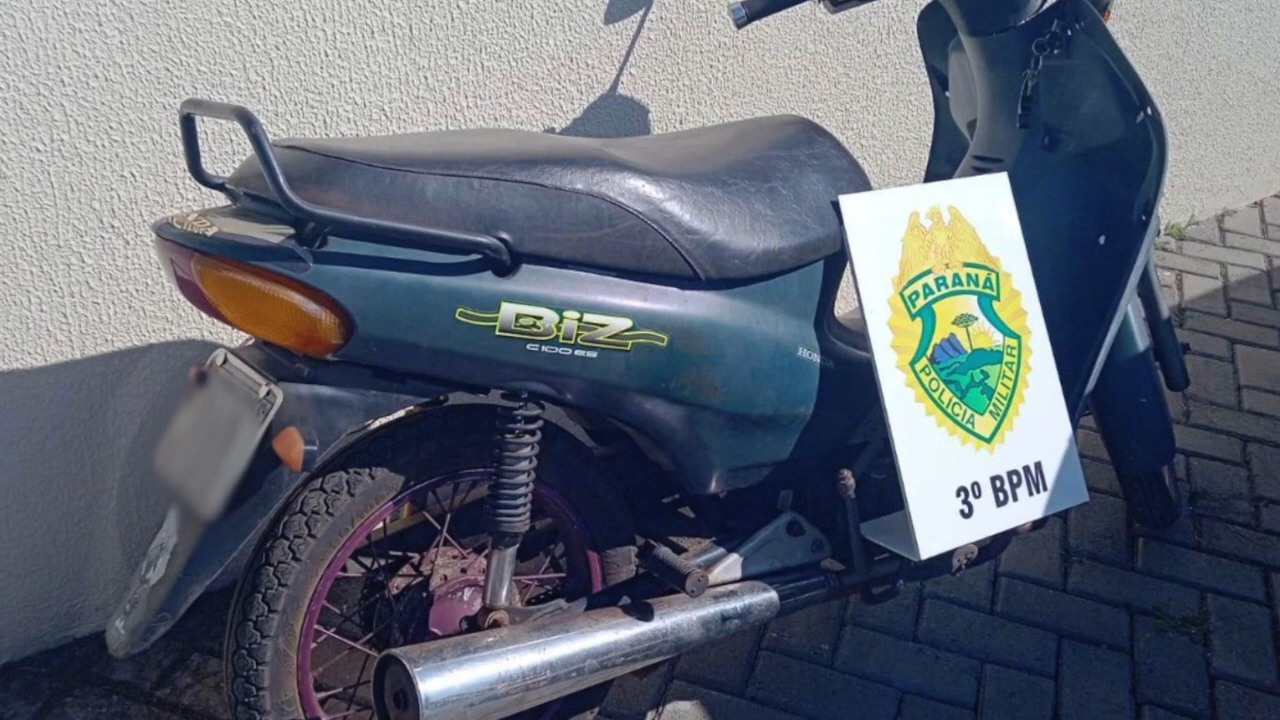 BiZ
C100 ES
HONDA
PARANÁ
POLÍCIA MILITAR
3º BPM